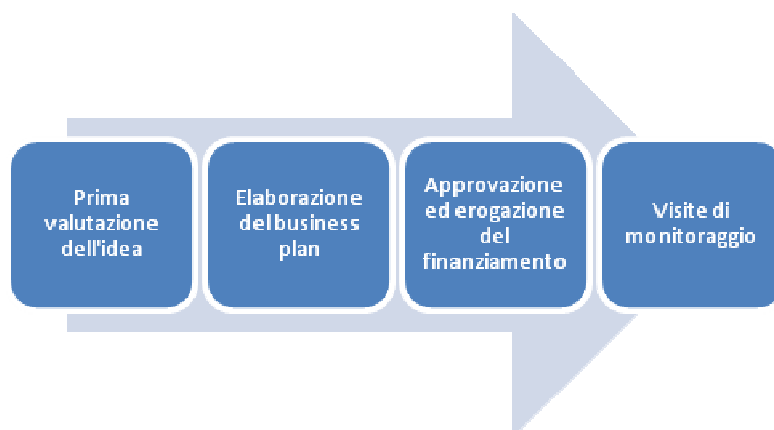 Prima
valutazione
dell'idea
Elaborazione
del business
plan
Approvazione
ed erogazione
del
finanziamento
Visite di
monitoraggio